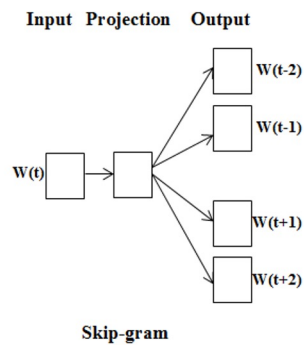 Input Projection Output
W(t-2)
W(t-1)
W(t)
W(t+1)
W(t+2)
Skip-gram